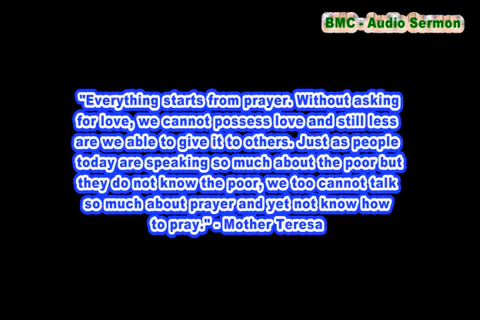 BMC - Audio Sermon
"Everything starts from prayer. Without asking
for love, we cannot possess love and still less
are we able to give it to others. Just as people
today are speaking so much about the poor but
they do not know the poor, we too cannot talk
so much about prayer and yet not know how
to pray." - Mother Teresa